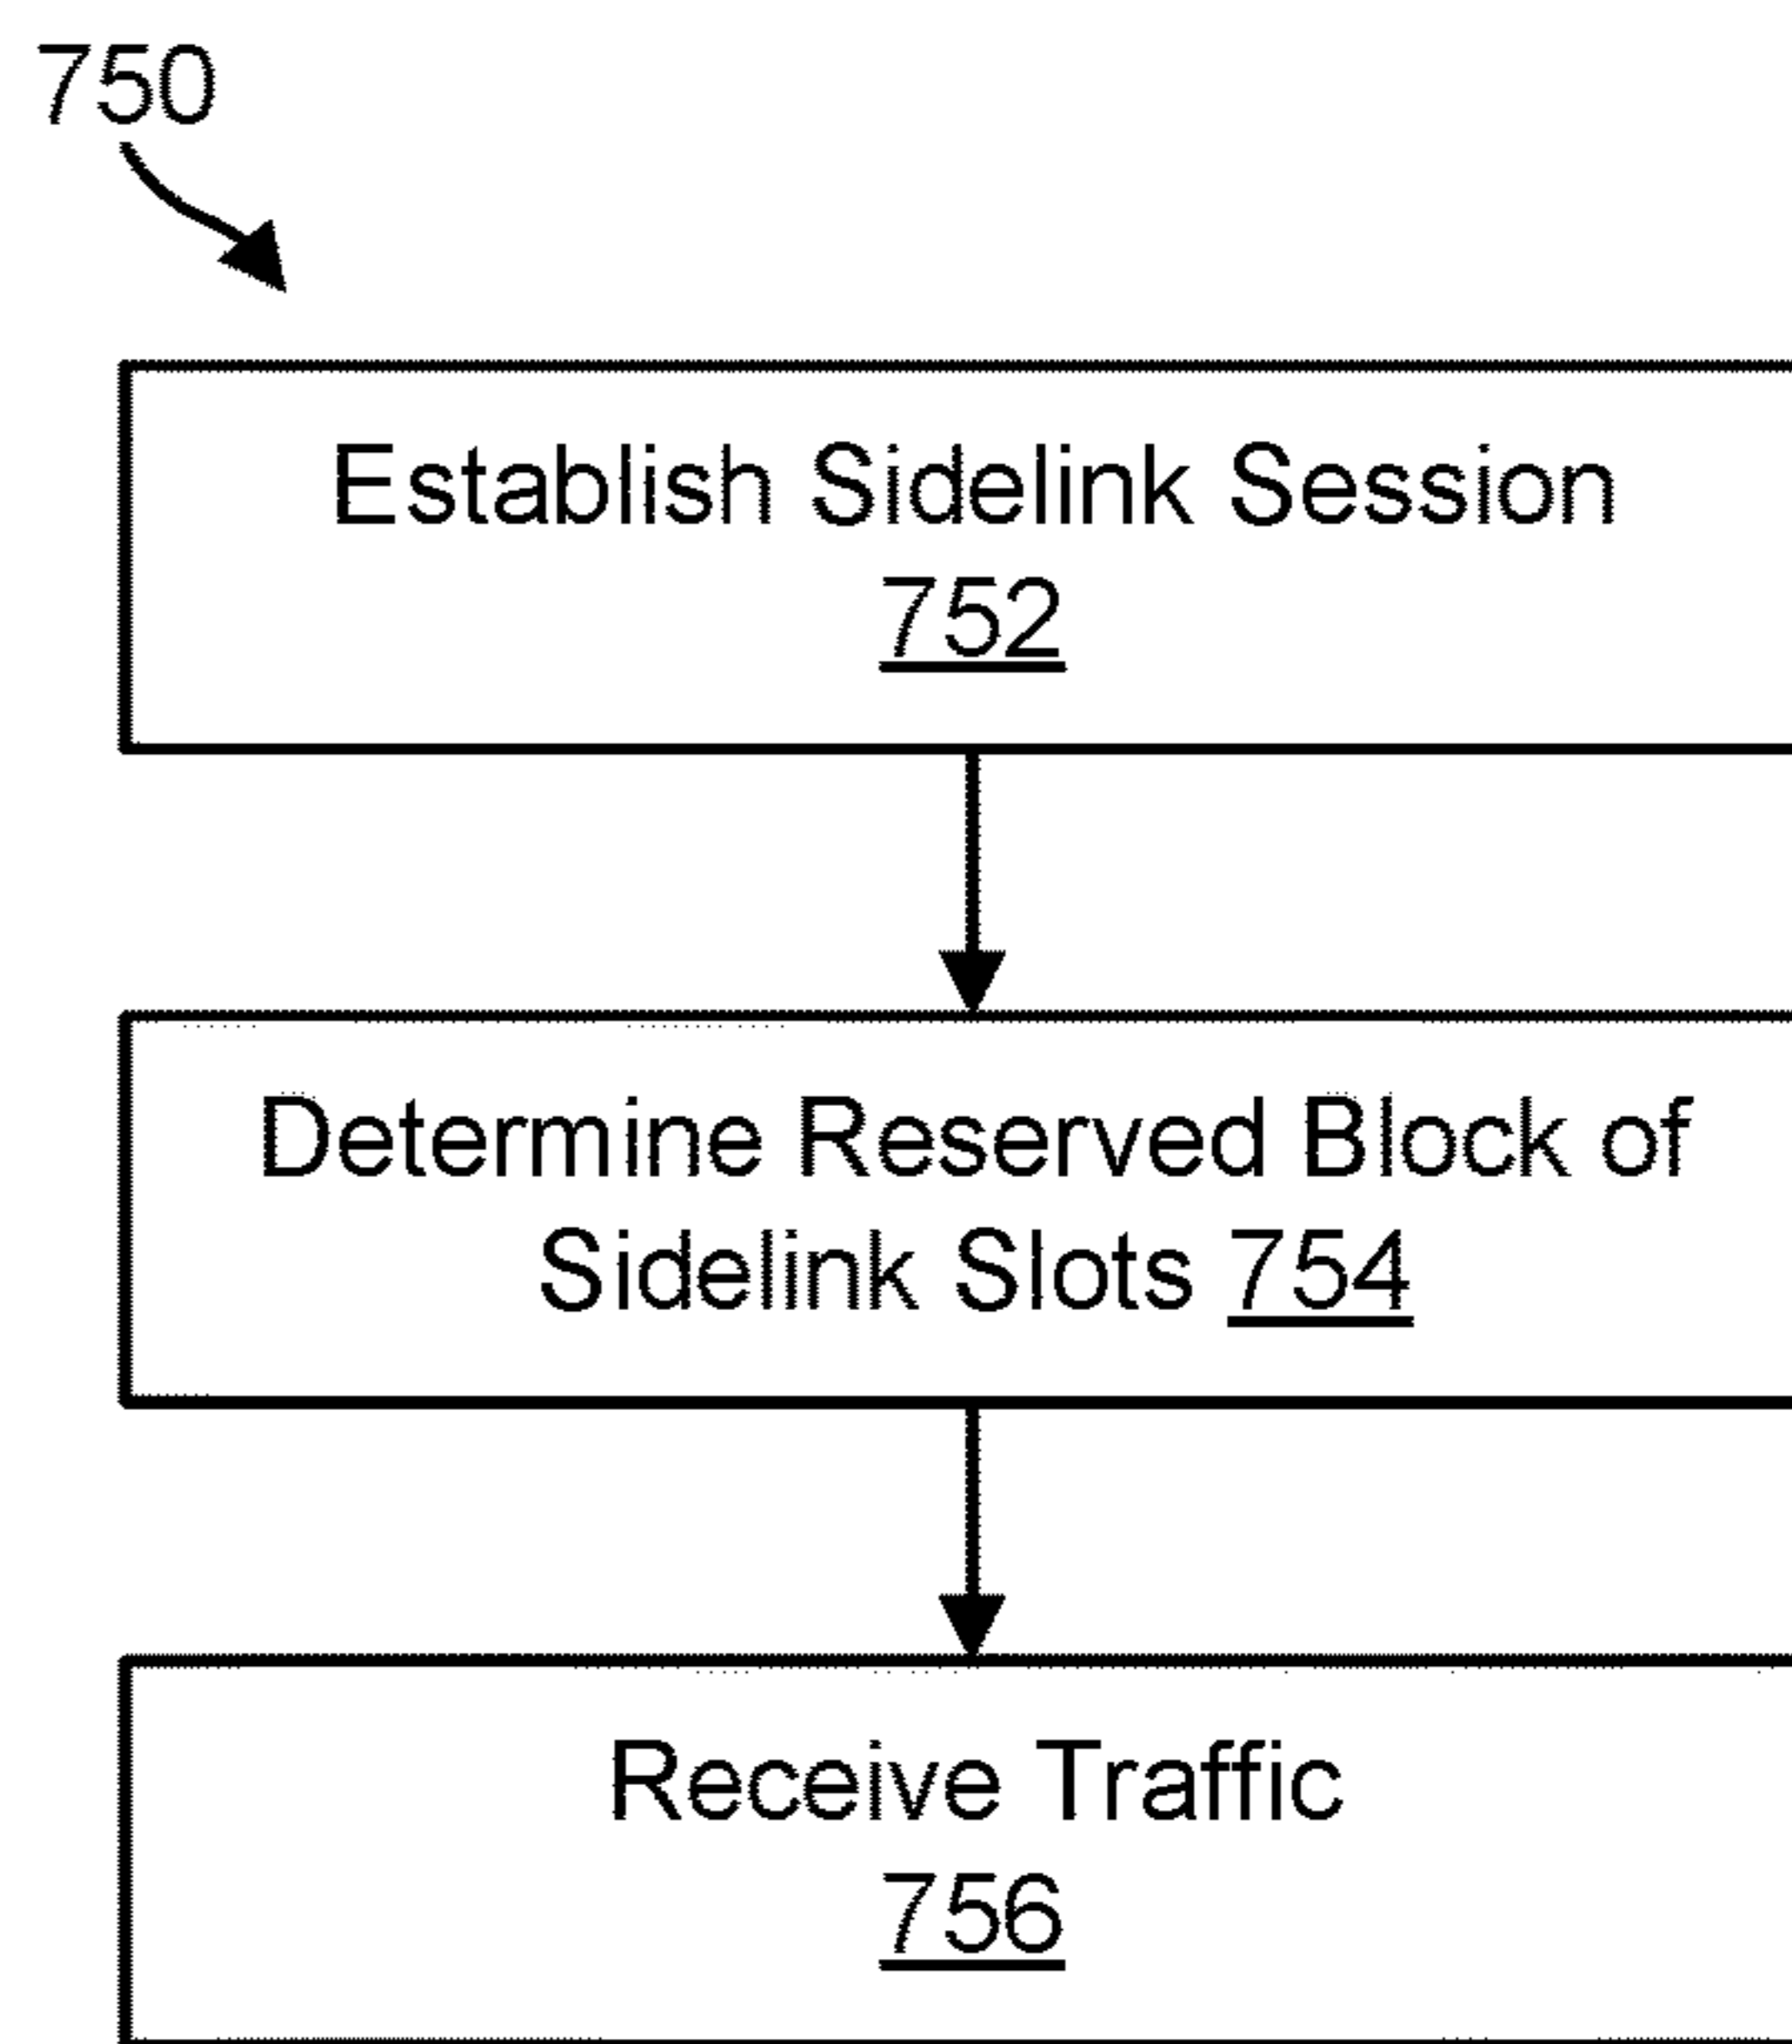 750
Establish Sidelink Session
752
Determine Reserved Block of
Sidelink Slots 754
Receive Traffic
756